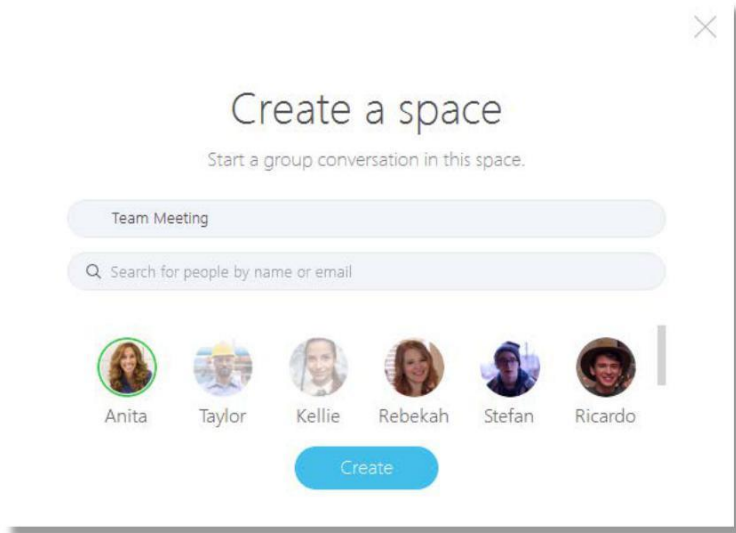 Create a space
Start a group conversation in this space.
Team Meeting
Search for people by name or email
Anita Taylor Kellie Rebekah Stefan Ricardo
Create